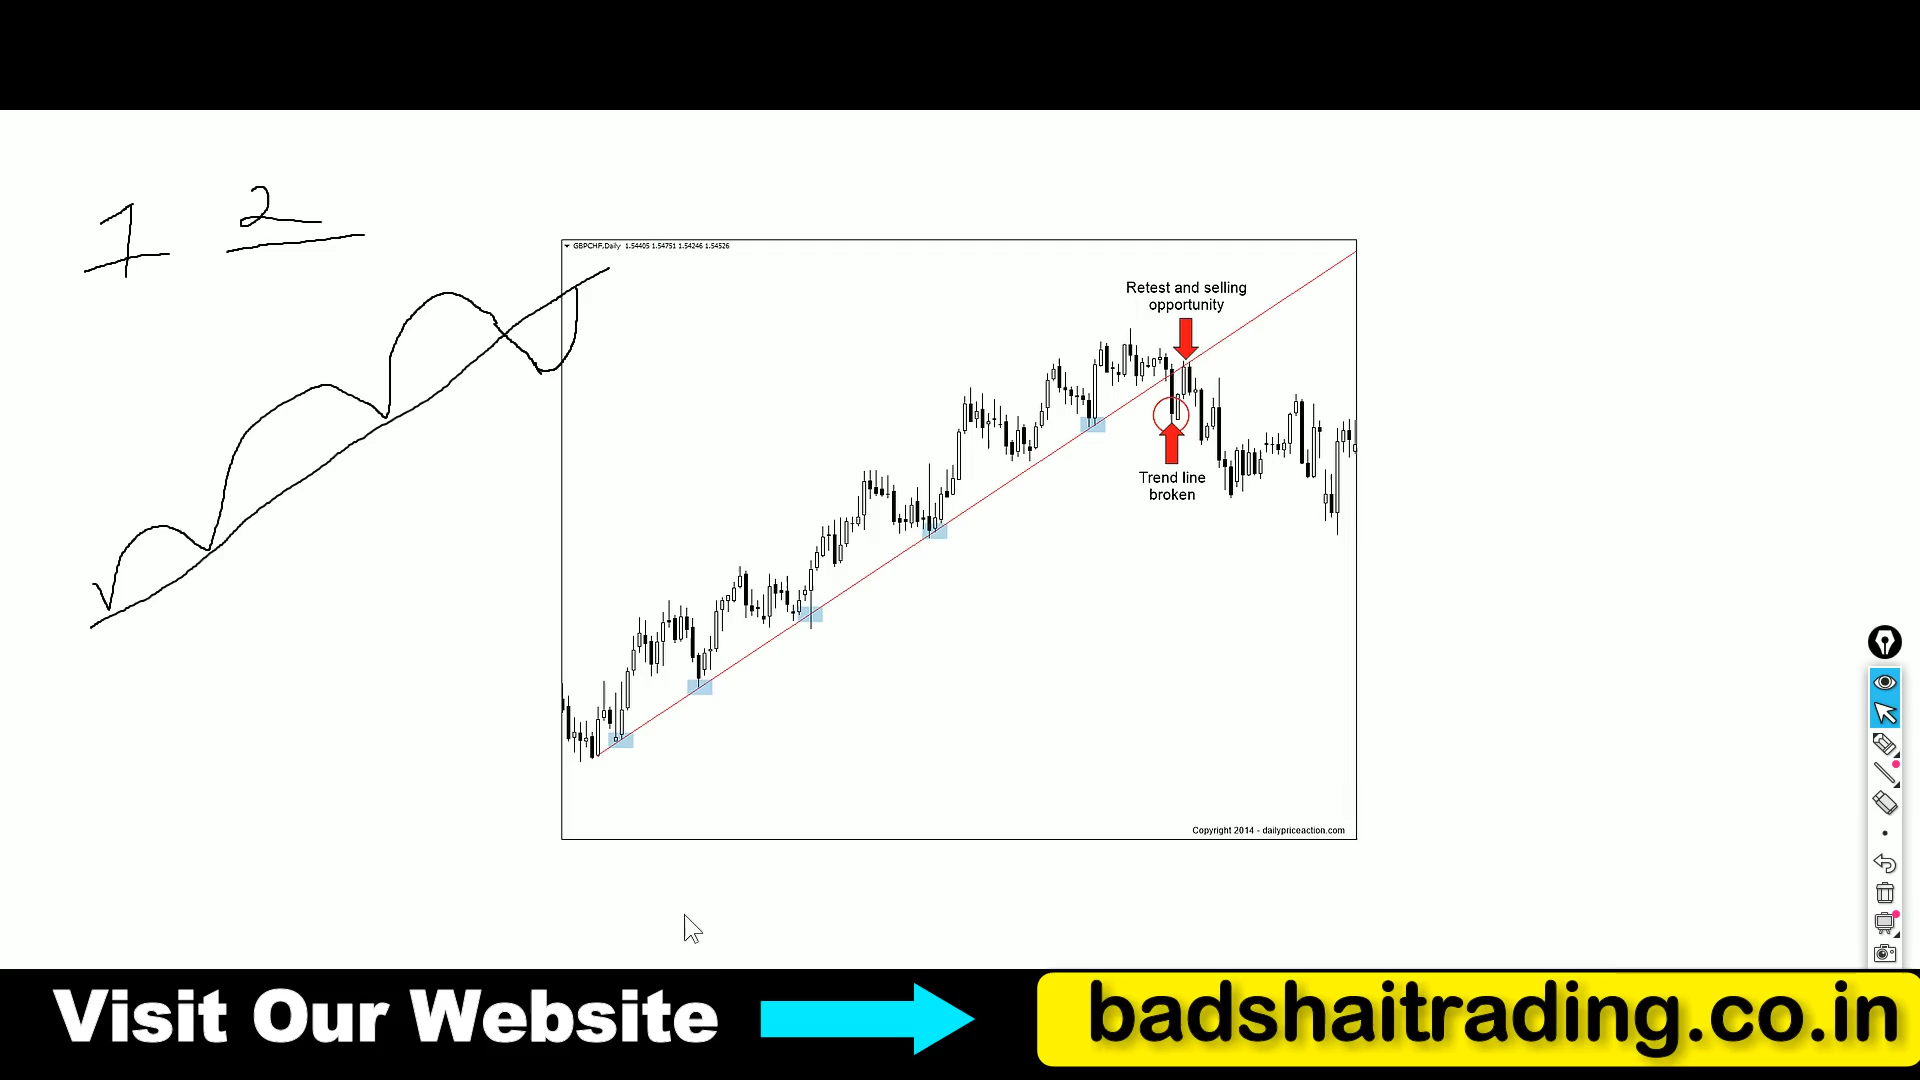 1 2
GBPCHF,Daily 1.54405 1.54751 1.54246 1.54526
Retest and selling
opportunity
Trend line
broken
Copyright 2014 - dailypriceaction.com
Visit Our Website
badshaitrading.co.in